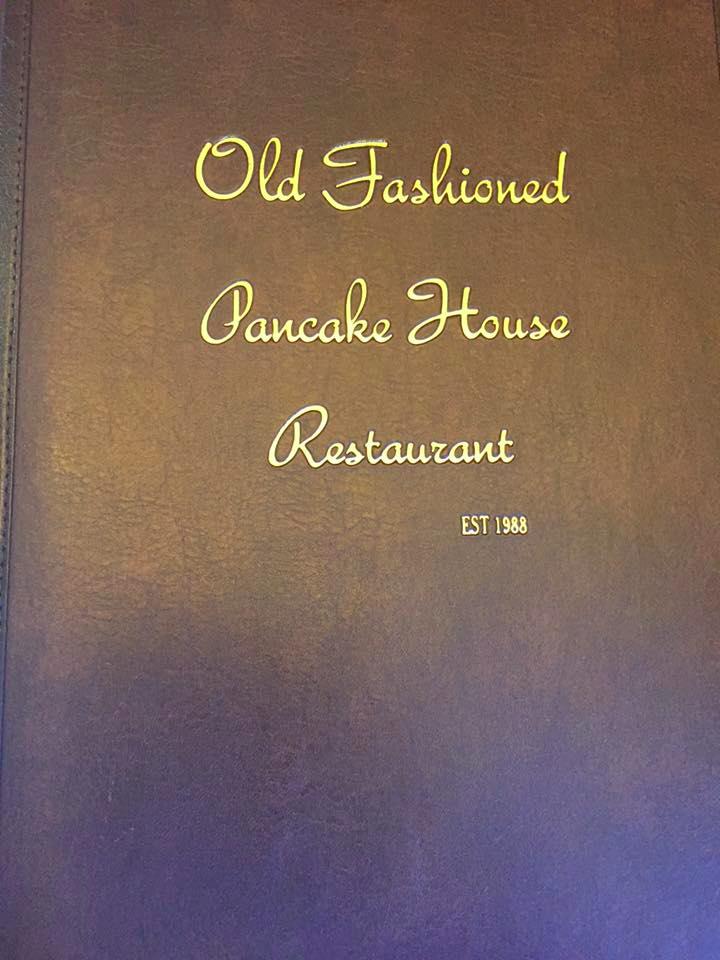 Old Fashioned
Pancake House
Restaurant
EST 1988